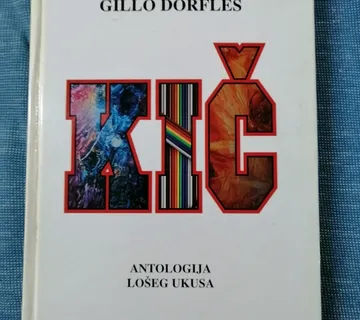 GILLO DORFLES
KIČ
ANTOLOGIJA
LOŠEG UKUSA